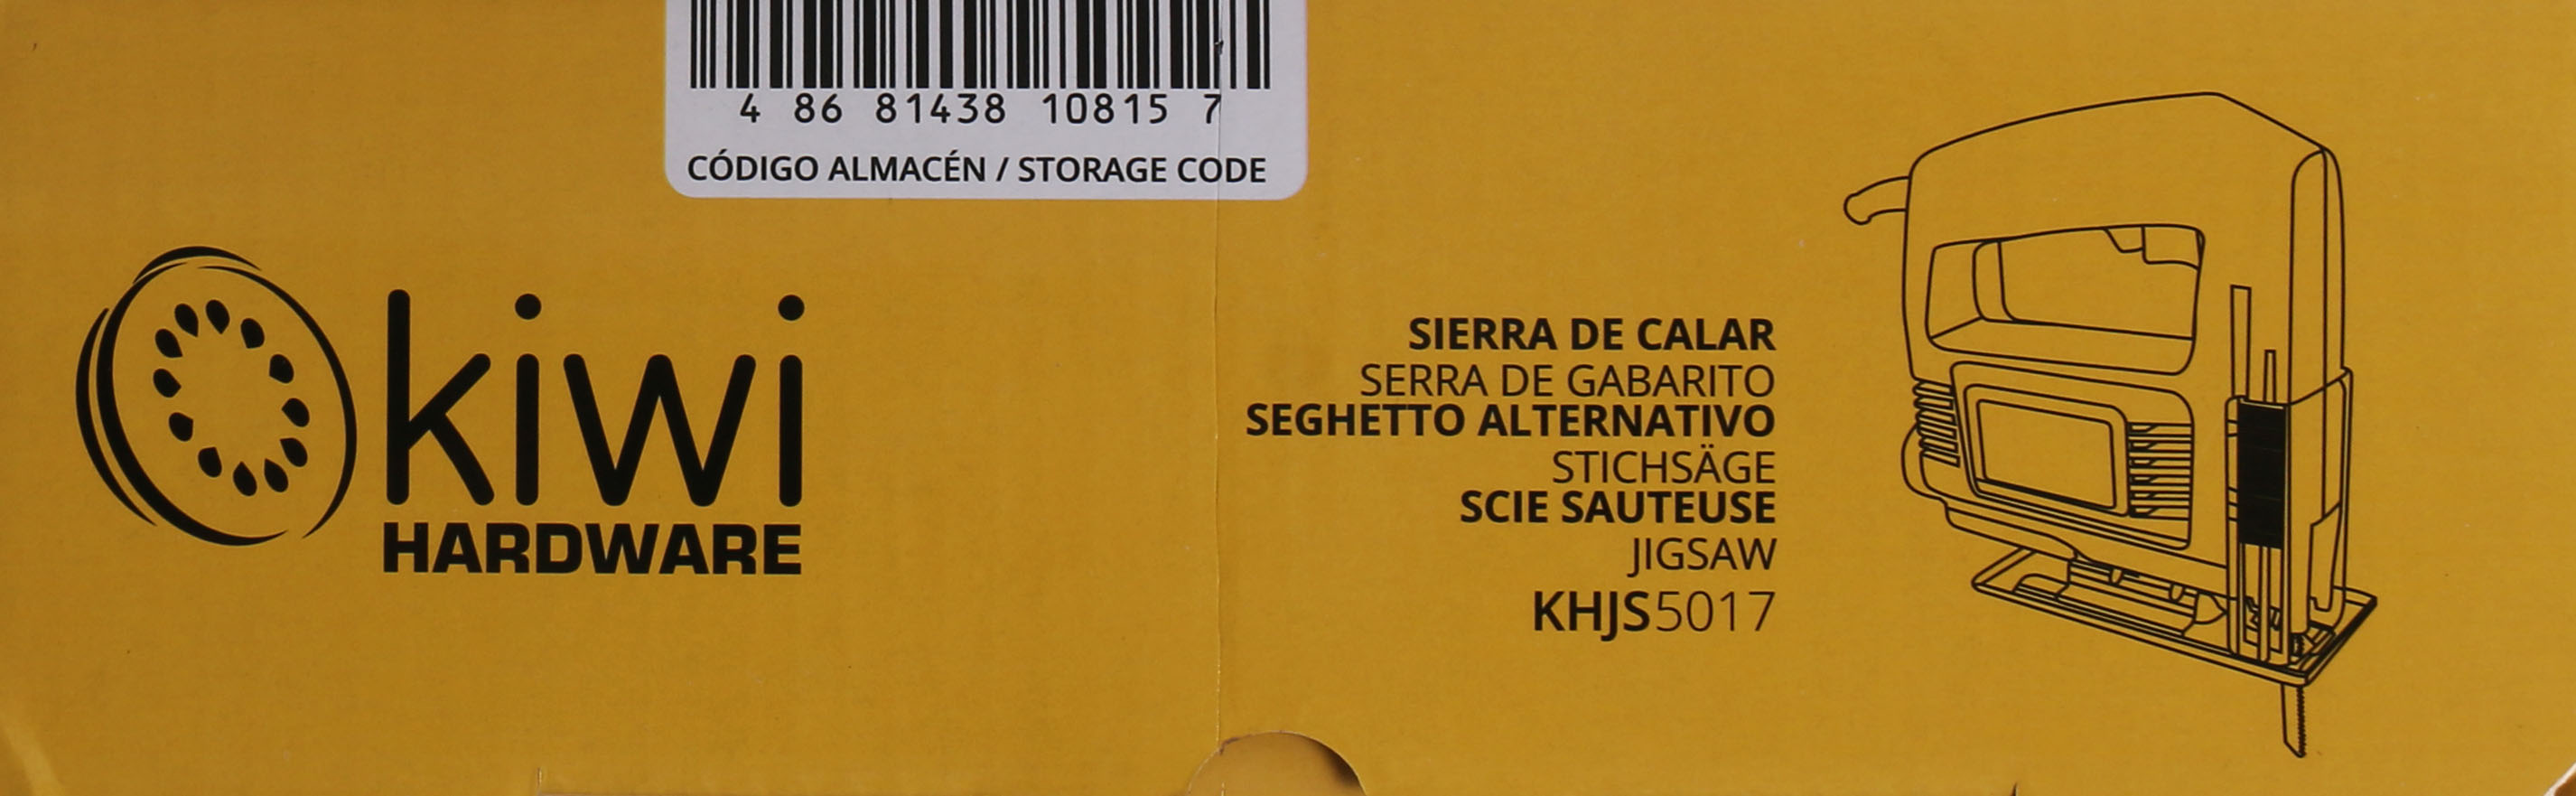 4 86 81438 10815 7
CÓDIGO ALMACÉN / STORAGE CODE
kiwi
HARDWARE
SIERRA DE CALAR
SERRA DE GABARITO
SEGHETTO ALTERNATIVO
STICHSÄGE
SCIE SAUTEUSE
JIGSAW
KHJS5017